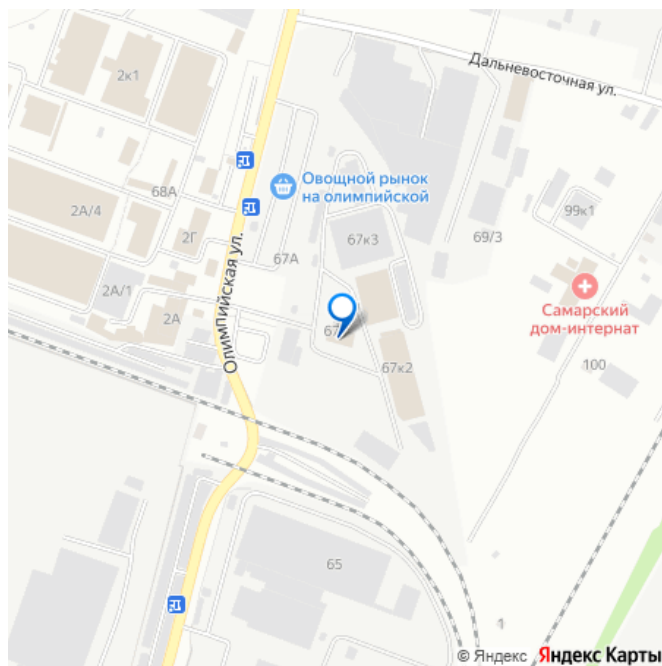 Дальневосточная ул.
2к1
Овощной рынок
на олимпийской
68А
2А/4
2Г
67А
67к3
69/3
99к1
Олимпийская ул.
2А/1
2А
Самарский
дом-интернат
67к2
100
65
1
© Яндекс Яндекс Карты